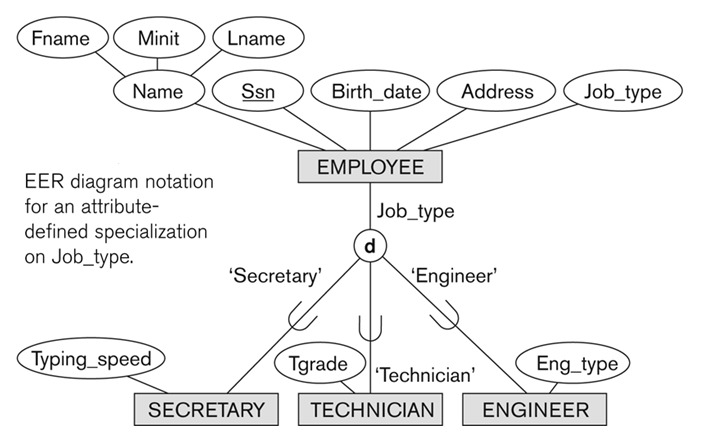 Fname
Minit
Lname
Name
Ssn
Birth_date
Address
Job_type
EMPLOYEE
EER diagram notation
for an attribute-
defined specialization
on Job_type.
Job_type
d
‘Secretary’
‘Engineer’
Typing_speed
Tgrade
‘Technician’
Eng_type
SECRETARY
TECHNICIAN
ENGINEER